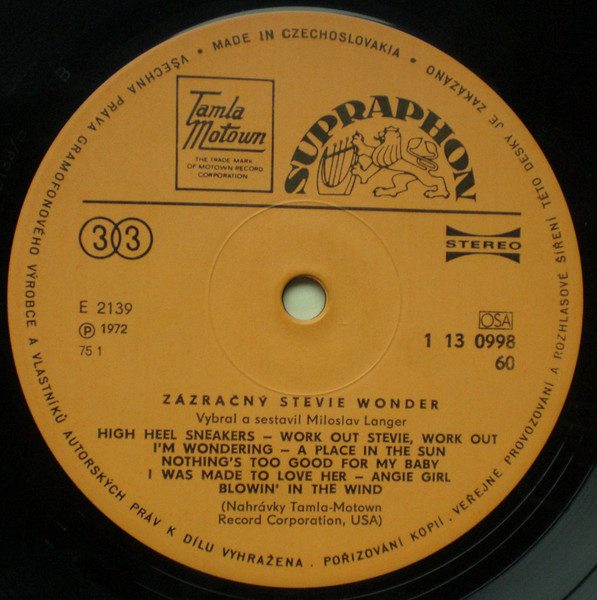 VŠECHNA PRÁVA GRAMOFONOVÉHO VÝROBCE A VLASTNÍKŮ AUTORSKÝCH PRÁV K DÍLU VYHRAŽENA . POŘIZOVÁNÍ KOPIÍ . VEŘEJNÉ PROVOZOVÁNÍ A ROZHLASOVÉ ŠÍŘENÍ TÉTO DESKY JE ZAKÁZÁNO
• MADE IN CZECHOSLOVAKIA •
Tamla
Motown
THE TRADE MARK
OF MOTOWN RECORD
CORPORATION
SUPRAPHON
33
STEREO
E 2139
Ⓟ 1972
75 1
OSA
1 13 0998
60
ZÁZRAČNÝ STEVIE WONDER
Vybral a sestavil Miloslav Langer
HIGH HEEL SNEAKERS – WORK OUT STEVIE, WORK OUT
I'M WONDERING – A PLACE IN THE SUN
NOTHING'S TOO GOOD FOR MY BABY
I WAS MADE TO LOVE HER – ANGIE GIRL
BLOWIN' IN THE WIND
(Nahrávky Tamla-Motown
Record Corporation, USA)